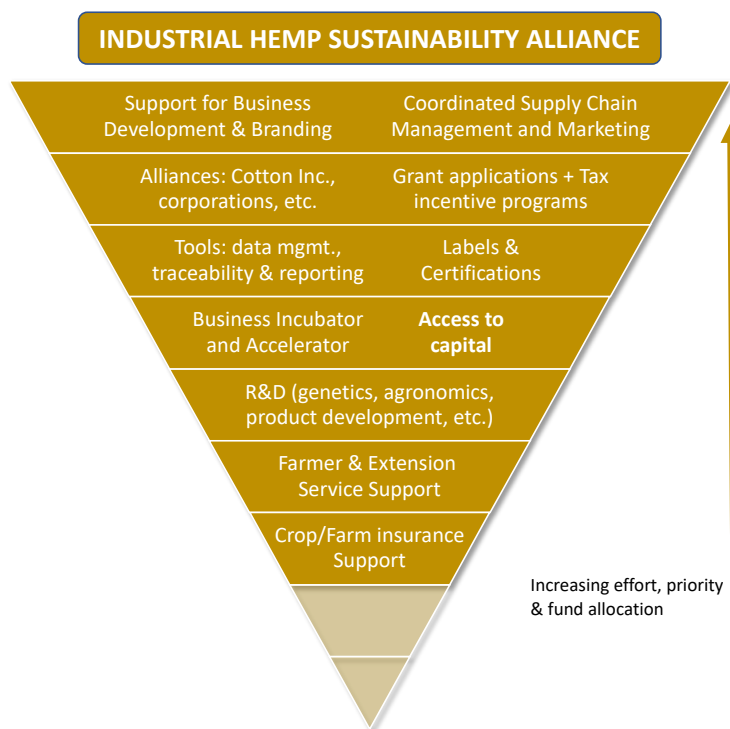 INDUSTRIAL HEMP SUSTAINABILITY ALLIANCE
Support for Business
Development & Branding
Coordinated Supply Chain
Management and Marketing
Alliances: Cotton Inc.,
corporations, etc.
Grant applications + Tax
incentive programs
Tools: data mgmt.,
traceability & reporting
Labels &
Certifications
Business Incubator
and Accelerator
Access to
capital
R&D (genetics, agronomics,
product development, etc.)
Farmer & Extension
Service Support
Crop/Farm insurance
Support
Increasing effort, priority
& fund allocation